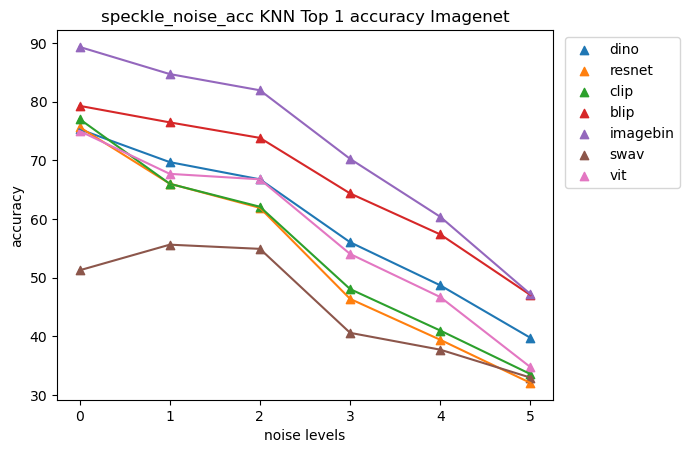 speckle_noise_acc KNN Top 1 accuracy Imagenet
90
80
70
60
50
40
30
accuracy
0 1 2 3 4 5
noise levels
dino
resnet
clip
blip
imagebin
swav
vit